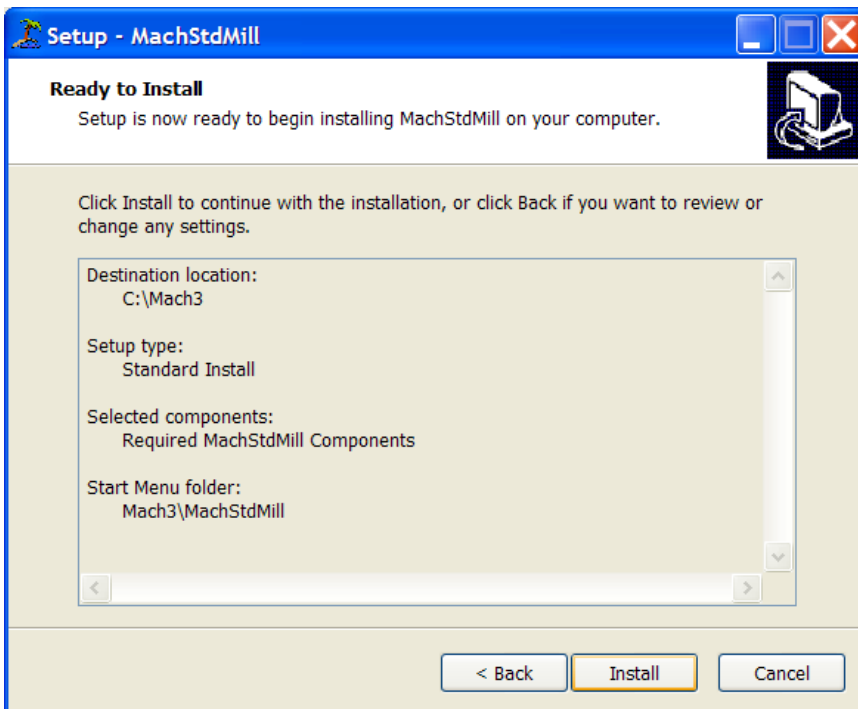 Setup - MachStdMill
Ready to Install
Setup is now ready to begin installing MachStdMill on your computer.
Click Install to continue with the installation, or click Back if you want to review or
change any settings.
Destination location:
C:\Mach3
Setup type:
Standard Install
Selected components:
Required MachStdMill Components
Start Menu folder:
Mach3\MachStdMill
< Back
Install
Cancel